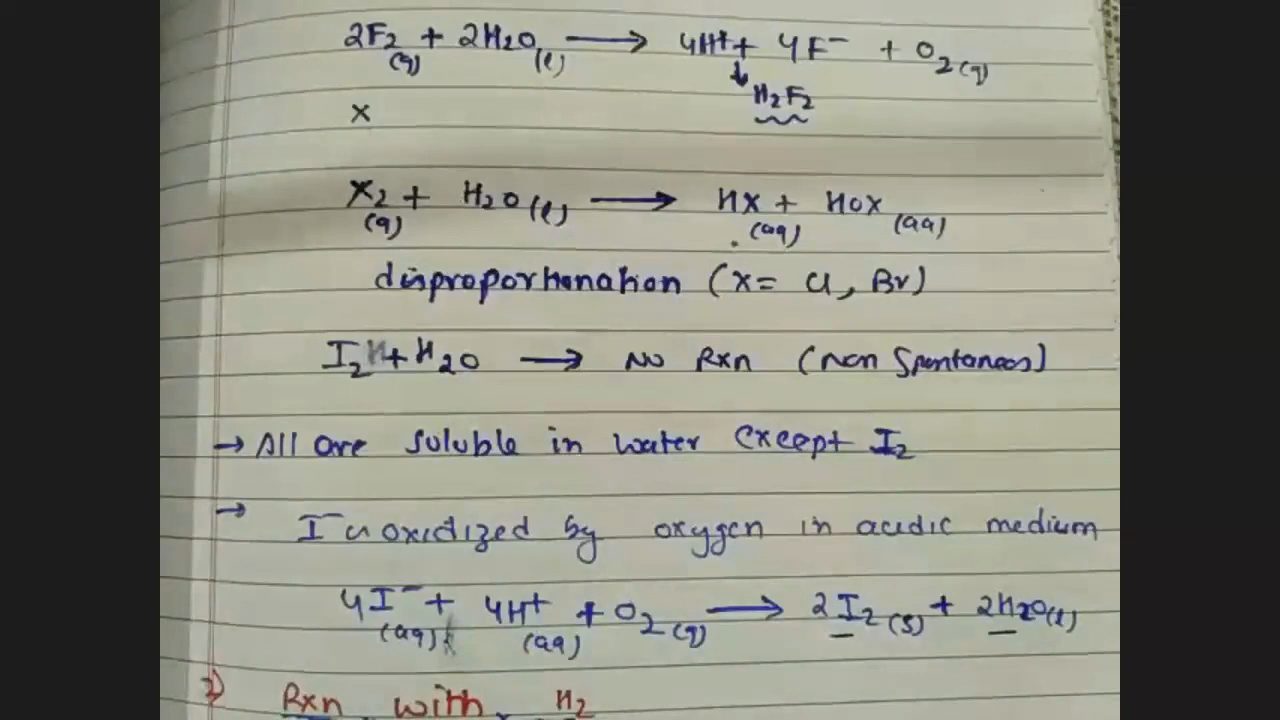 2F₂(g) + 2H₂O(l) ⟶ 4H⁺ + 4F⁻ + O₂(g)
↓ H₂F₂
x
X₂(g) + H₂O(l) ⟶ HX(aq) + HOX(aq)
disproportionation (X = Cl, Br)
I₂ + H₂O ⟶ No Rxn (non Spontaneous)
→ All are soluble in water except I₂
→ I⁻ is oxidized by oxygen in acidic medium
4I⁻(aq) + 4H⁺(aq) + O₂(g) ⟶ 2I₂(s) + 2H₂O(l)
Rxn with H₂